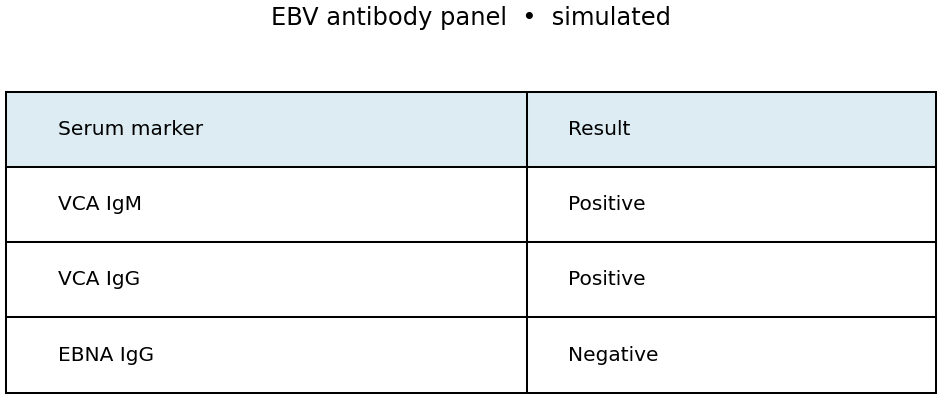 EBV antibody panel • simulated
Serum marker Result
VCA IgM Positive
VCA IgG Positive
EBNA IgG Negative